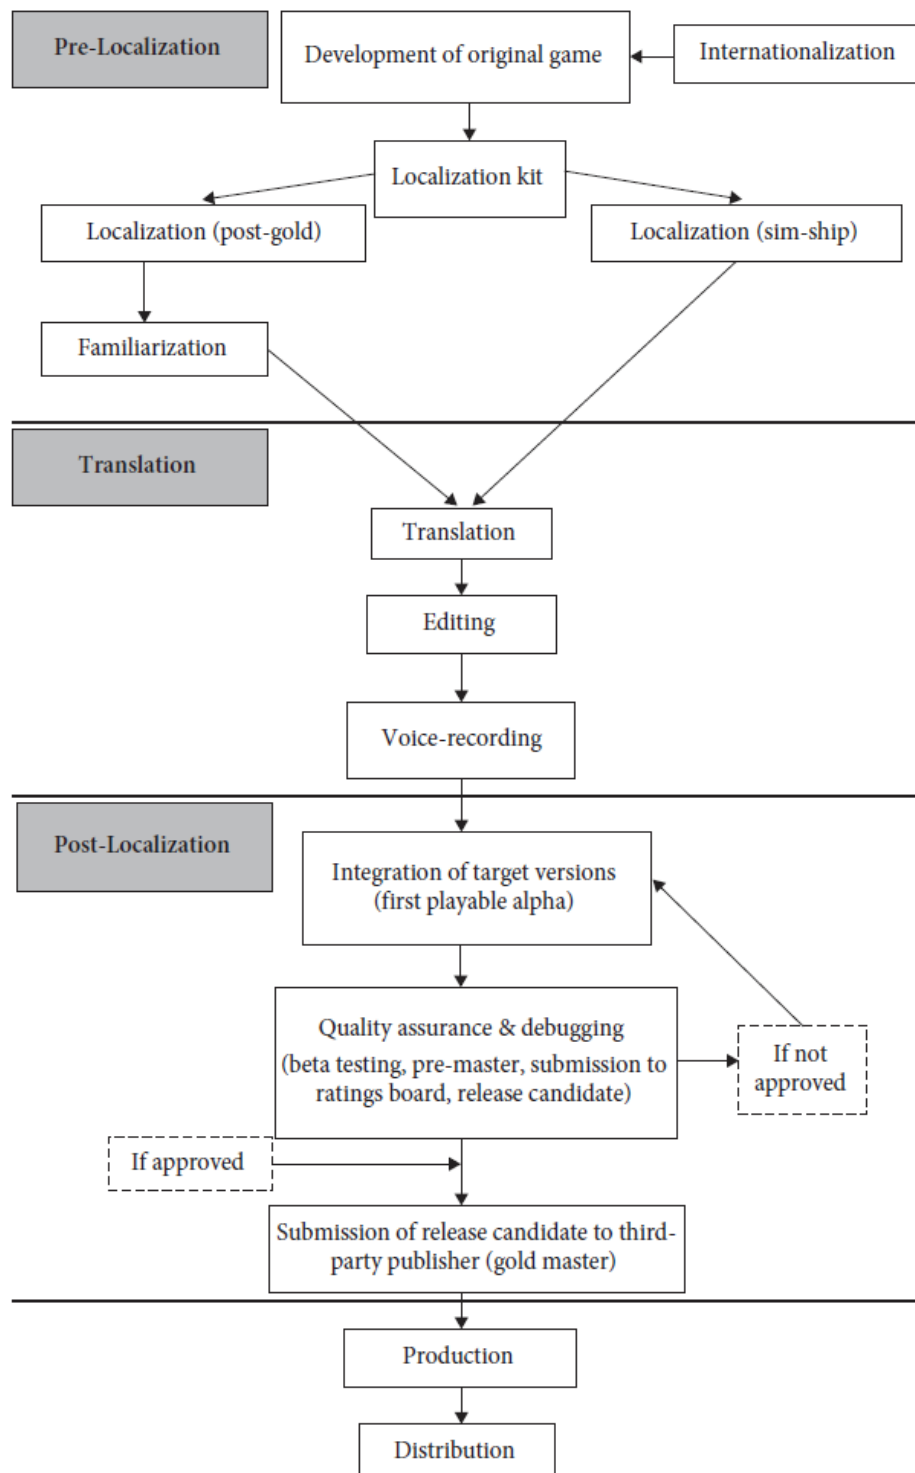 Pre-Localization
Development of original game
Internationalization
Localization kit
Localization (post-gold)
Localization (sim-ship)
Familiarization
Translation
Translation
Editing
Voice-recording
Post-Localization
Integration of target versions
(first playable alpha)
Quality assurance & debugging
(beta testing, pre-master, submission to
ratings board, release candidate)
If not
approved
If approved
Submission of release candidate to third-
party publisher (gold master)
Production
Distribution